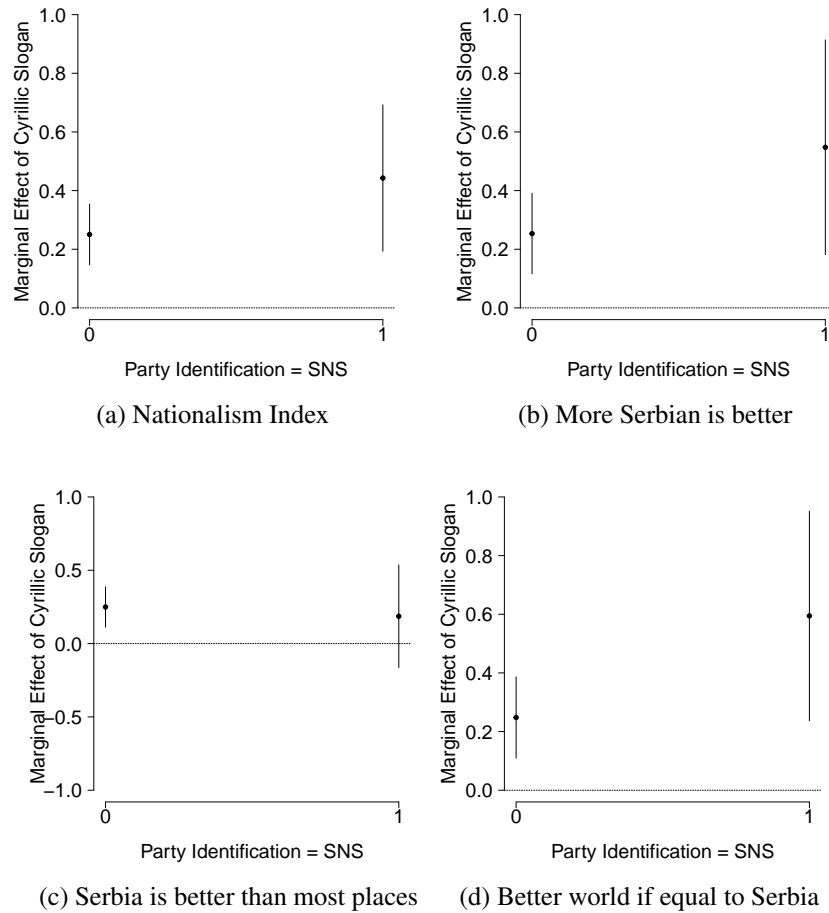 1.0
0.8
0.6
0.4
0.2
0.0
Marginal Effect of Cyrillic Slogan
0 1
Party Identification = SNS
(a) Nationalism Index
1.0
0.8
0.6
0.4
0.2
0.0
Marginal Effect of Cyrillic Slogan
0 1
Party Identification = SNS
(b) More Serbian is better
1.0
0.5
0.0
−0.5
−1.0
Marginal Effect of Cyrillic Slogan
0 1
Party Identification = SNS
(c) Serbia is better than most places
1.0
0.8
0.6
0.4
0.2
0.0
Marginal Effect of Cyrillic Slogan
0 1
Party Identification = SNS
(d) Better world if equal to Serbia